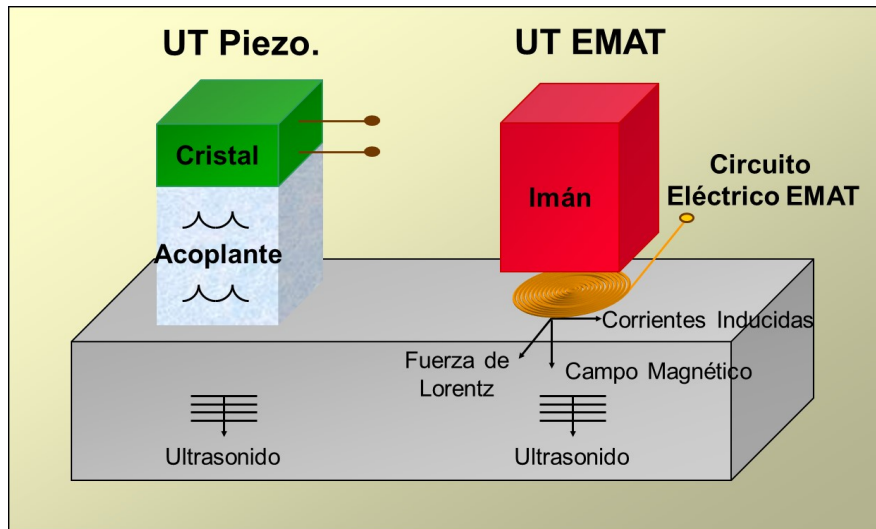 UT Piezo.
UT EMAT
Cristal
Acoplante
Imán
Circuito
Eléctrico EMAT
Corrientes Inducidas
Fuerza de
Lorentz
Campo Magnético
Ultrasonido
Ultrasonido